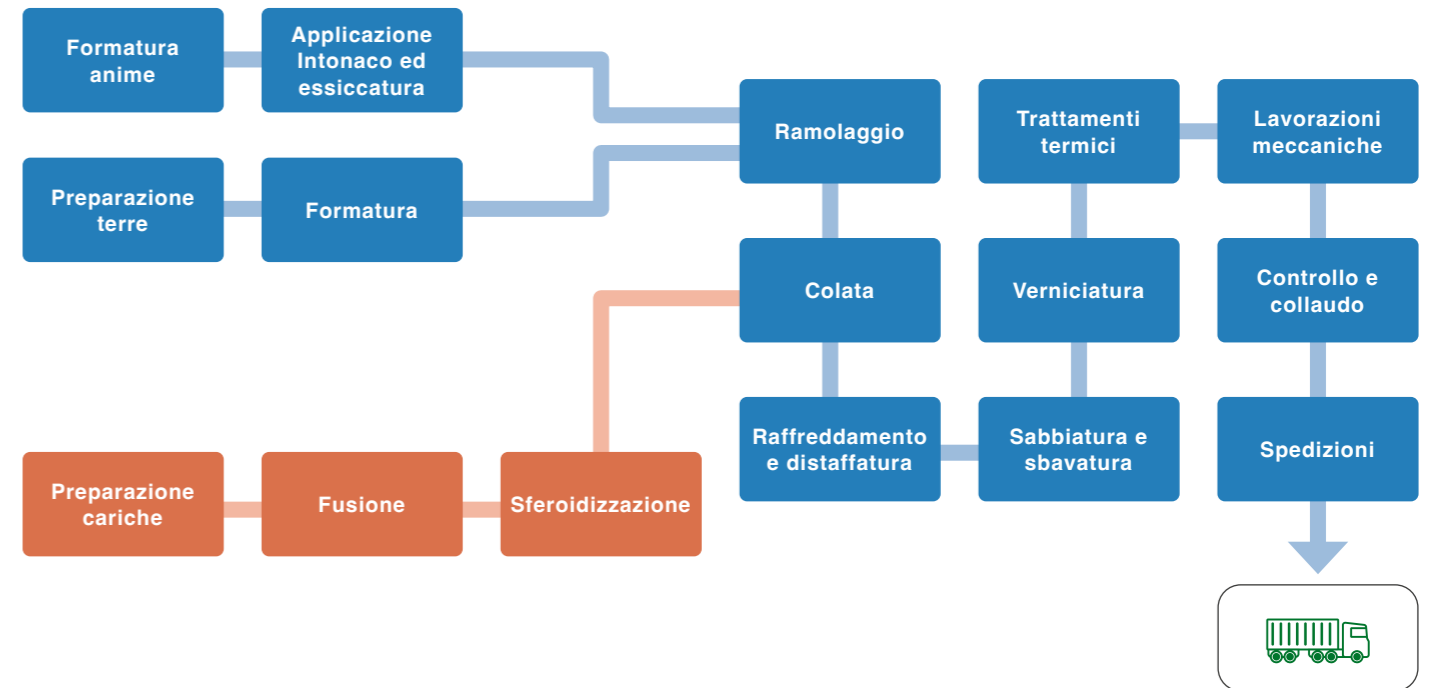 Formatura
anime
Applicazione
Intonaco ed
essiccatura
Preparazione
terre
Formatura
Preparazione
cariche
Fusione
Sferoidizzazione
Ramolaggio
Colata
Raffreddamento
e distaffatura
Sabbiatura e
sbavatura
Verniciatura
Trattamenti
termici
Lavorazioni
meccaniche
Controllo e
collaudo
Spedizioni